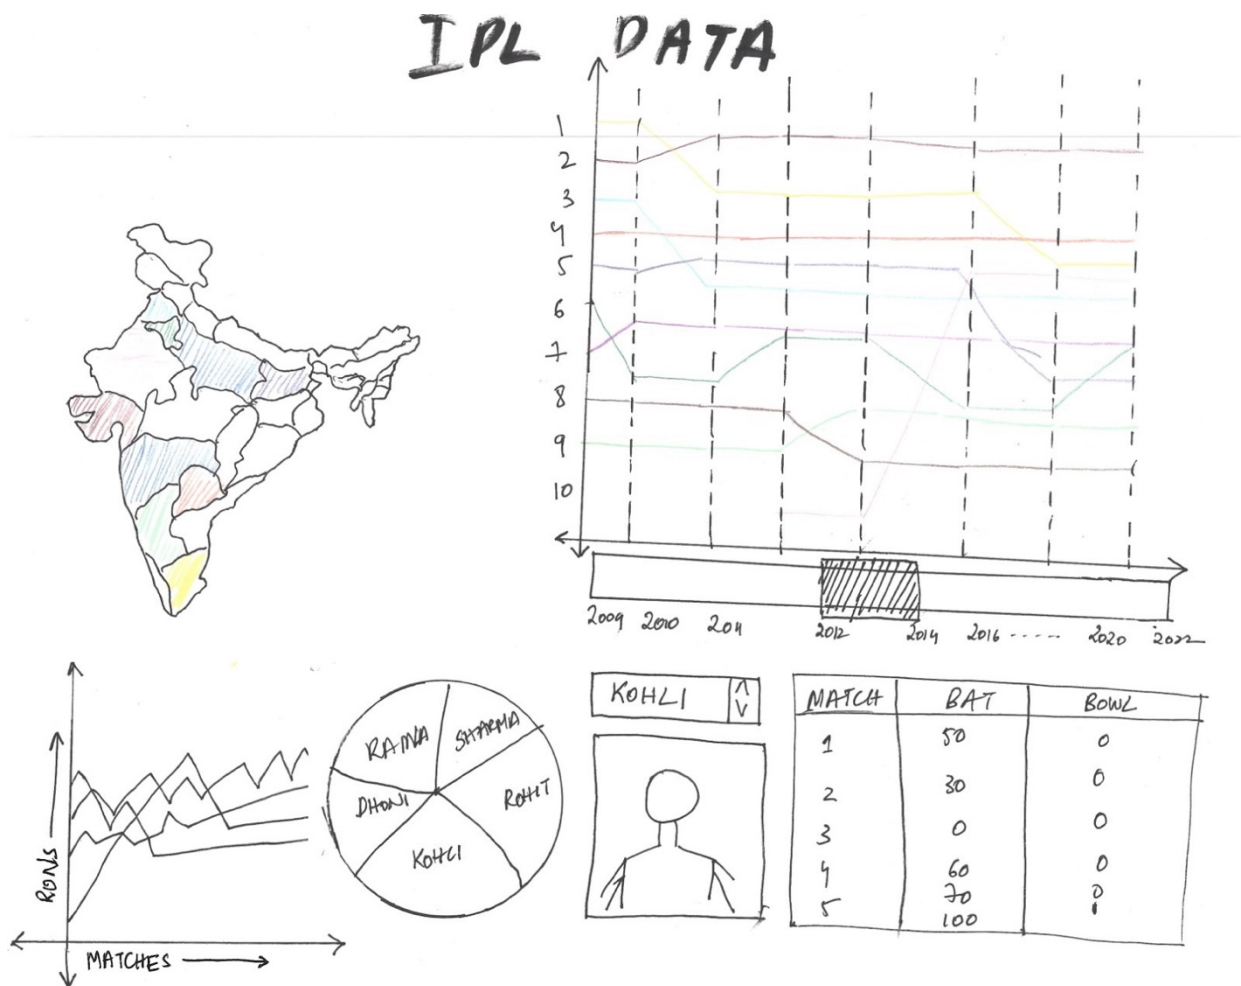 IPL DATA
1
2
3
4
5
6
7
8
9
10
2009 2010 2011 2012 2014 2016 ------ 2020 2022
RUNS
MATCHES
RAINA
SHARMA
DHONI
ROHIT
KOHLI
KOHLI
MATCH BAT BOWL
1 50 0
2 30 0
3 0 0
4 60 0
5 70 0
100 1